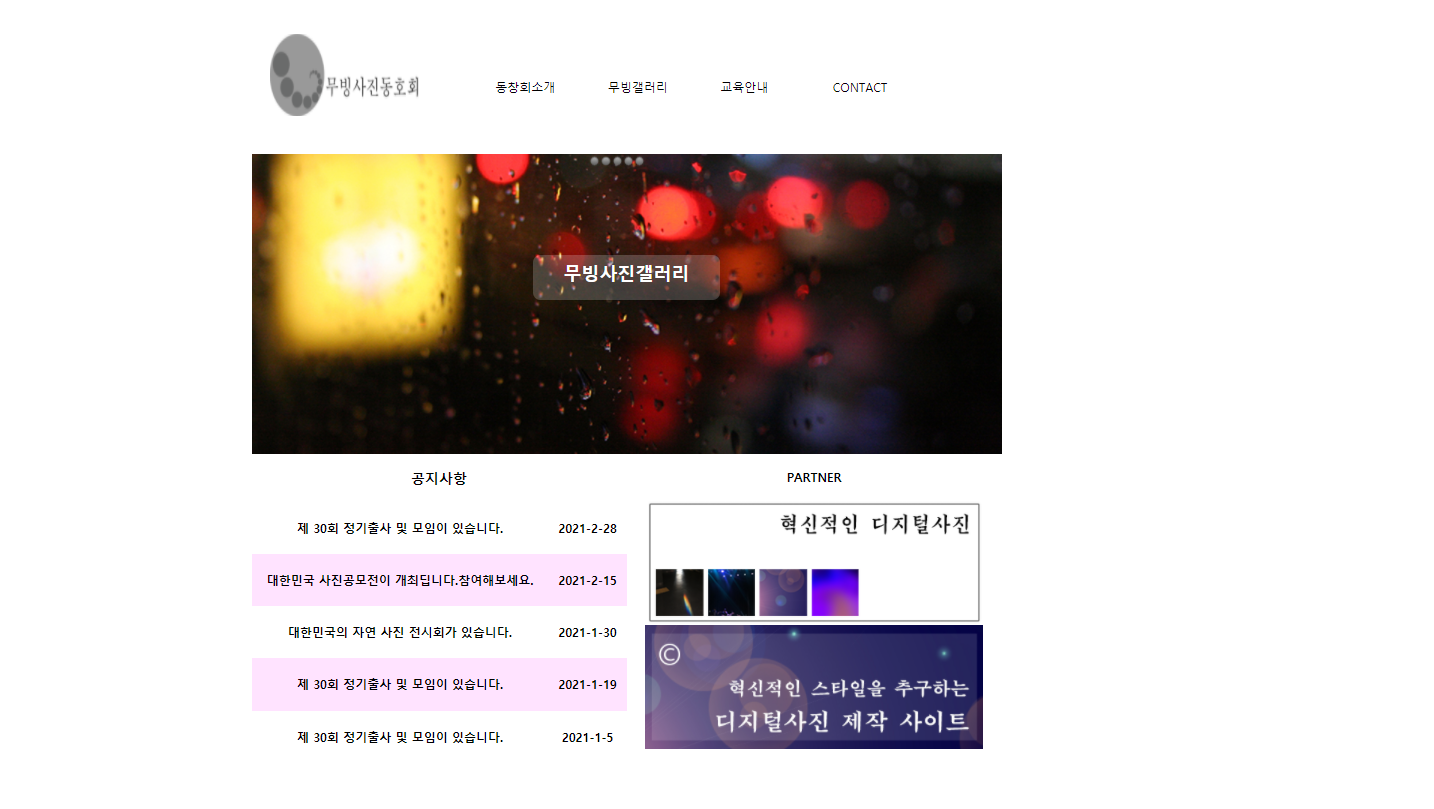 무빙사진동호회
동창회소개
무빙갤러리
교육안내
CONTACT
무빙사진갤러리
공지사항
제 30회 정기출사 및 모임이 있습니다. 2021-2-28
대한민국 사진공모전이 개최딥니다.참여해보세요. 2021-2-15
대한민국의 자연 사진 전시회가 있습니다. 2021-1-30
제 30회 정기출사 및 모임이 있습니다. 2021-1-19
제 30회 정기출사 및 모임이 있습니다. 2021-1-5
PARTNER
혁신적인 디지털사진
©
혁신적인 스타일을 추구하는
디지털사진 제작 사이트